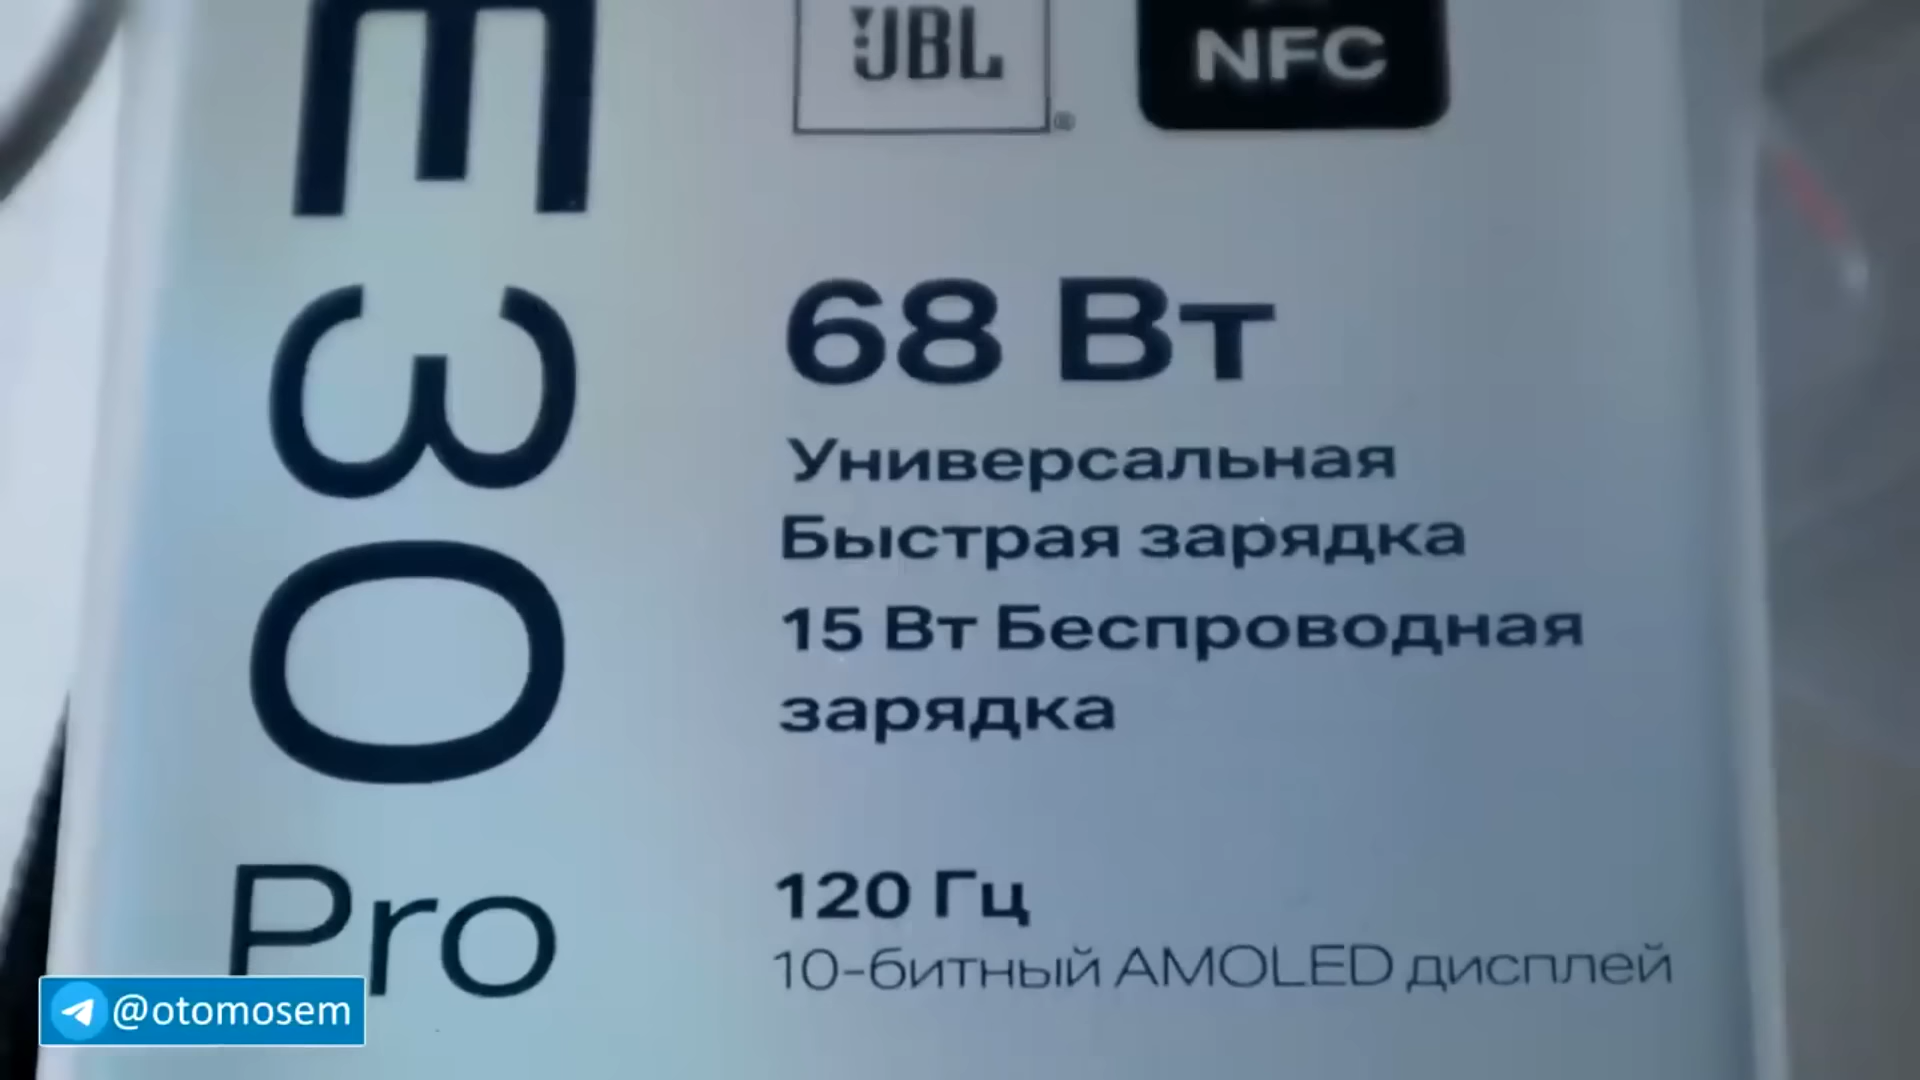 E30
Pro
JBL
®
NFC
68 Вт
Универсальная
Быстрая зарядка
15 Вт Беспроводная
зарядка
120 Гц
10-битный AMOLED дисплей
@otomosem